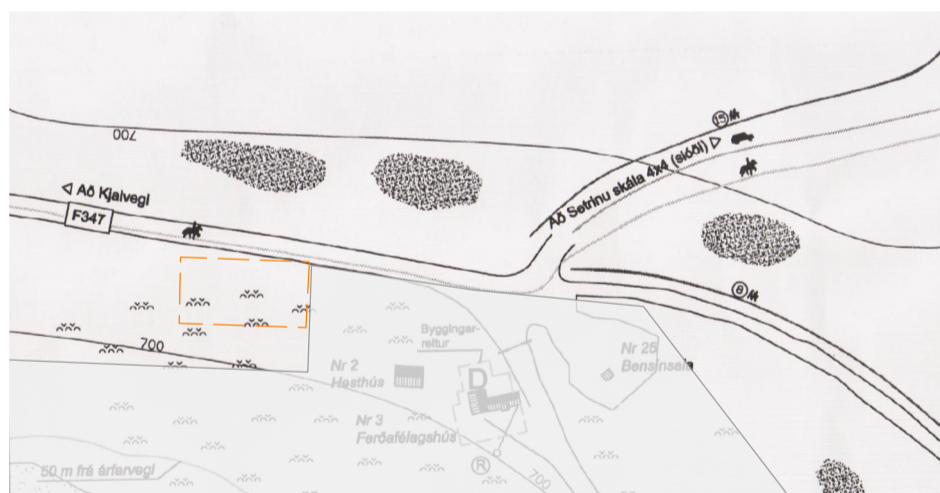 700
15
Að Setrinu skála 4x4 (slóði)
Að Kjalvegi
F347
8
700
Byggingar-
reitur
Nr 25
Bensínsala
Nr 2
Hesthús
D
Nr 3
Ferðafélagshús
R
50 m frá árfarvegi
700